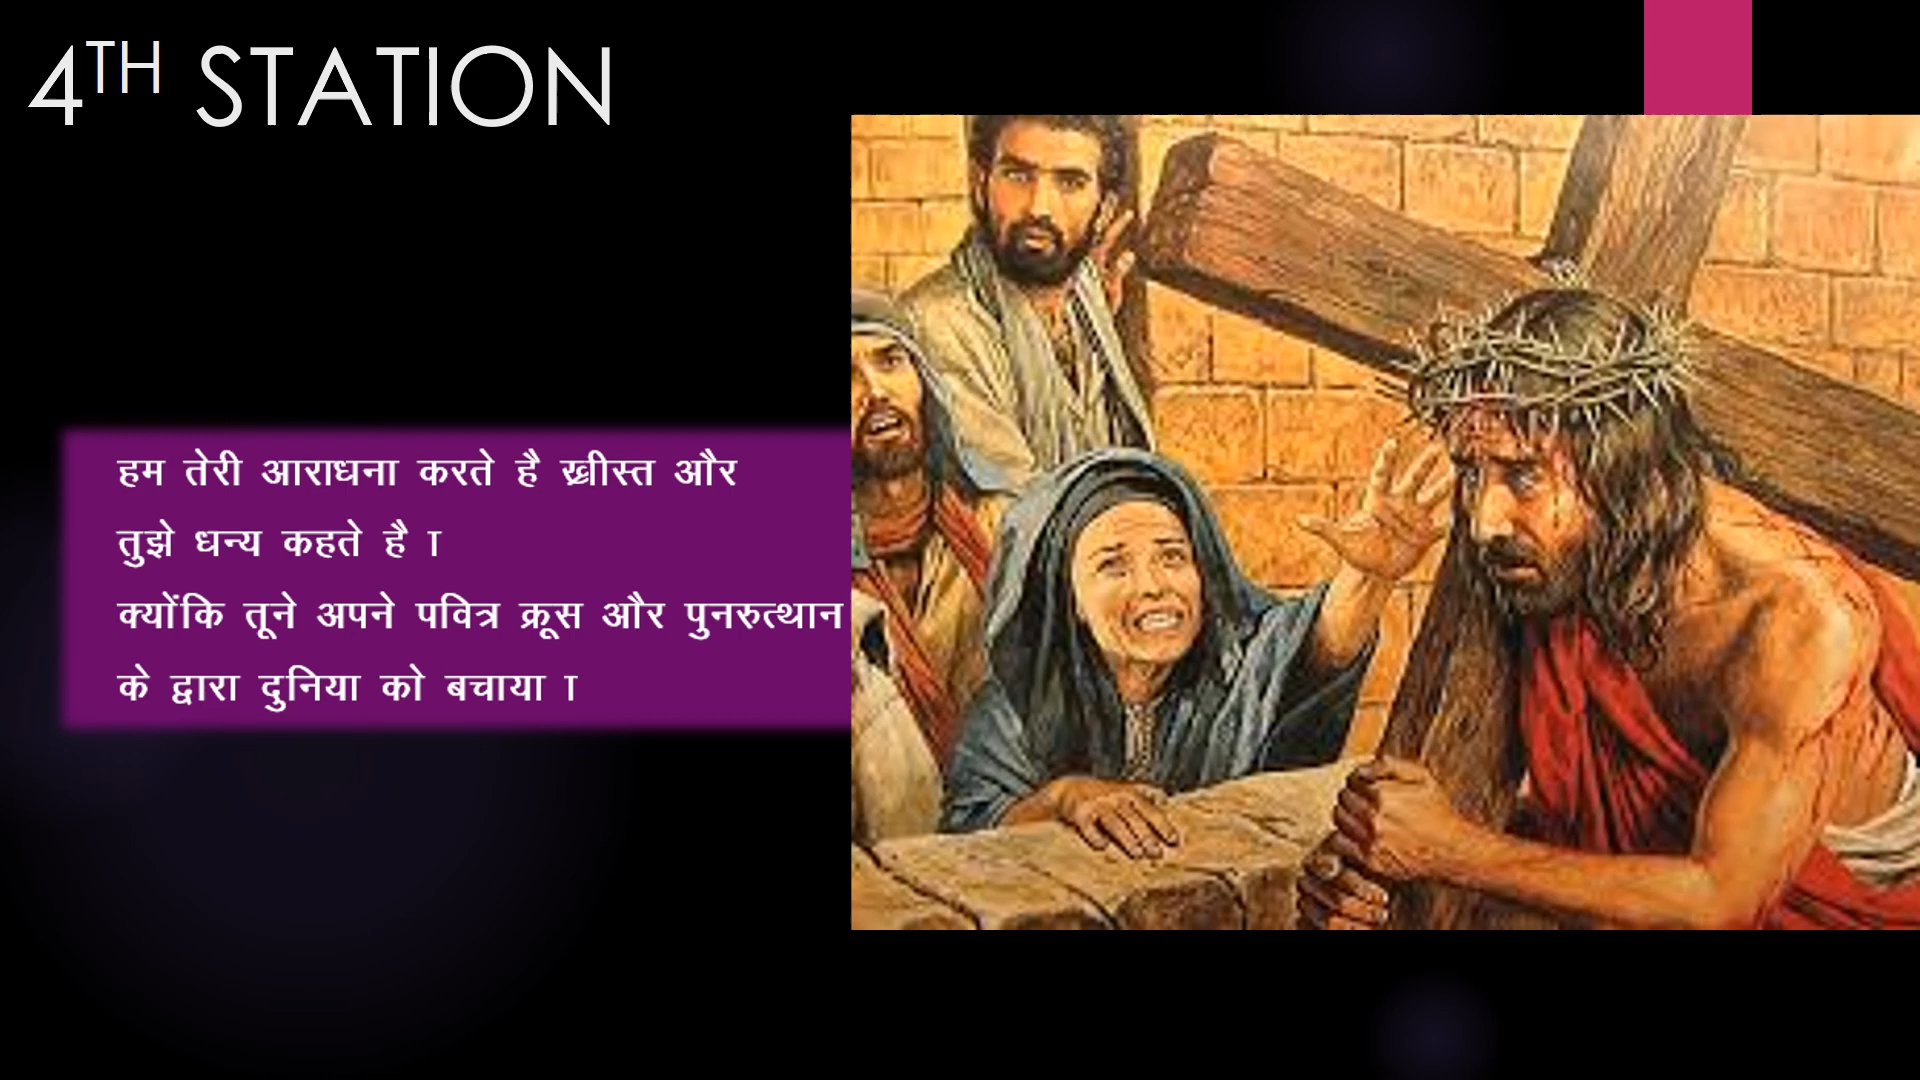 4TH STATION
हम तेरी आराधना करते है ख्रीस्त और
तुझे धन्य कहते है ा
क्योंकि तूने अपने पवित्र क्रूस और पुनरुत्थान
के द्वारा दुनिया को बचाया ा